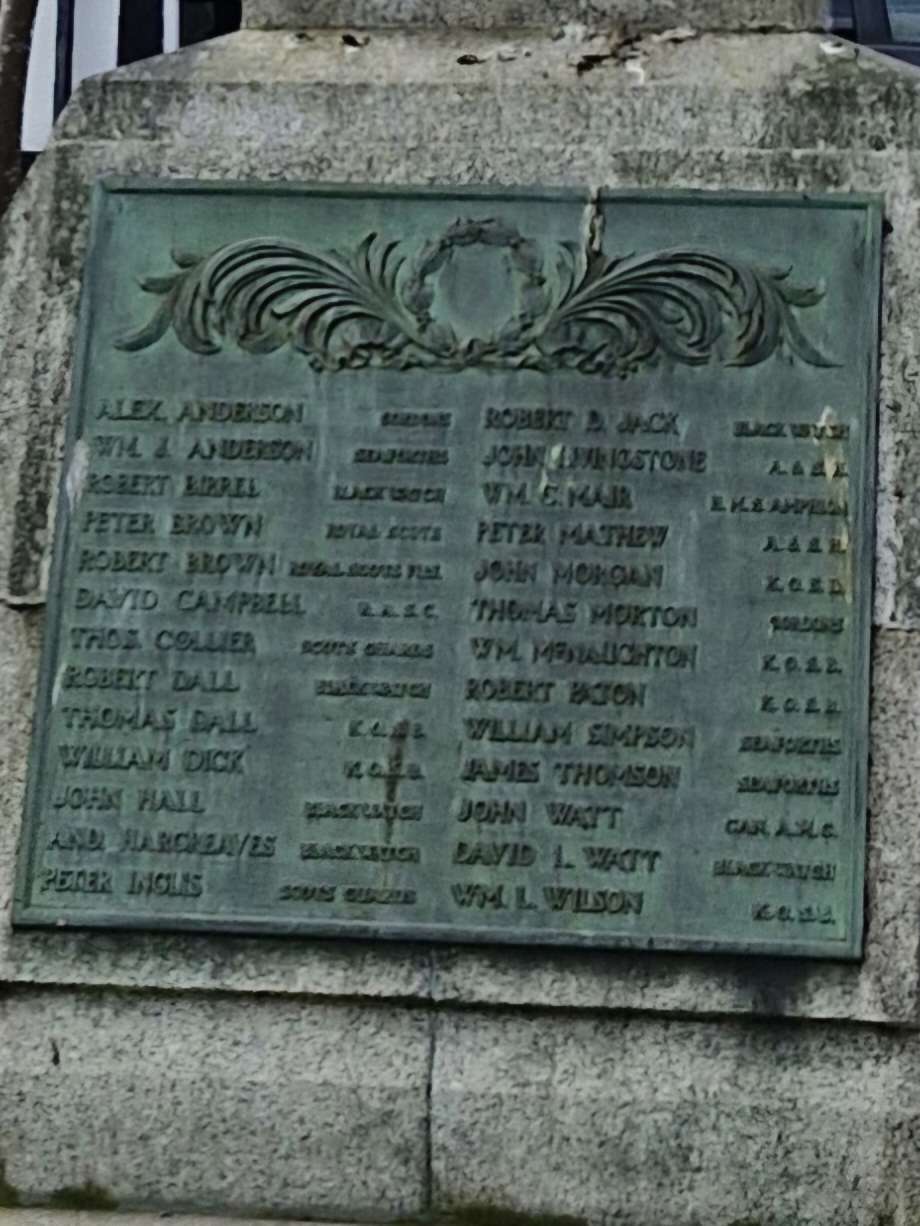 ALEX. ANDERSON GORDONS
WM. J. ANDERSON SEAFORTHS
ROBERT BIRREL BLACK WATCH
PETER BROWN ROYAL SCOTS
ROBERT BROWN ROYAL SCOTS FUS.
DAVID CAMPBELL R.A.S.C.
THOS. COLLIER SCOTS GUARDS
ROBERT DALL BLACK WATCH
THOMAS DALL K.O.S.B.
WILLIAM DICK K.O.S.B.
JOHN HALL BLACK WATCH
AND. HARGREAVES BLACK WATCH
PETER INGLIS SCOTS GUARDS
ROBERT D. JACK BLACK WATCH
JOHN LIVINGSTONE A. & S. H.
WM. C. MAIR
PETER MATHEW A. & S. H.
JOHN MORGAN K.O.S.B.
THOMAS MORTON GORDONS
WM. McNAUGHTON K.O.S.B.
ROBERT PATON K.O.S.B.
WILLIAM SIMPSON SEAFORTHS
JAMES THOMSON SEAFORTHS
JOHN WATT CAN. A.M.C.
DAVID L. WATT BLACK WATCH
WM. L. WILSON K.O.S.B.